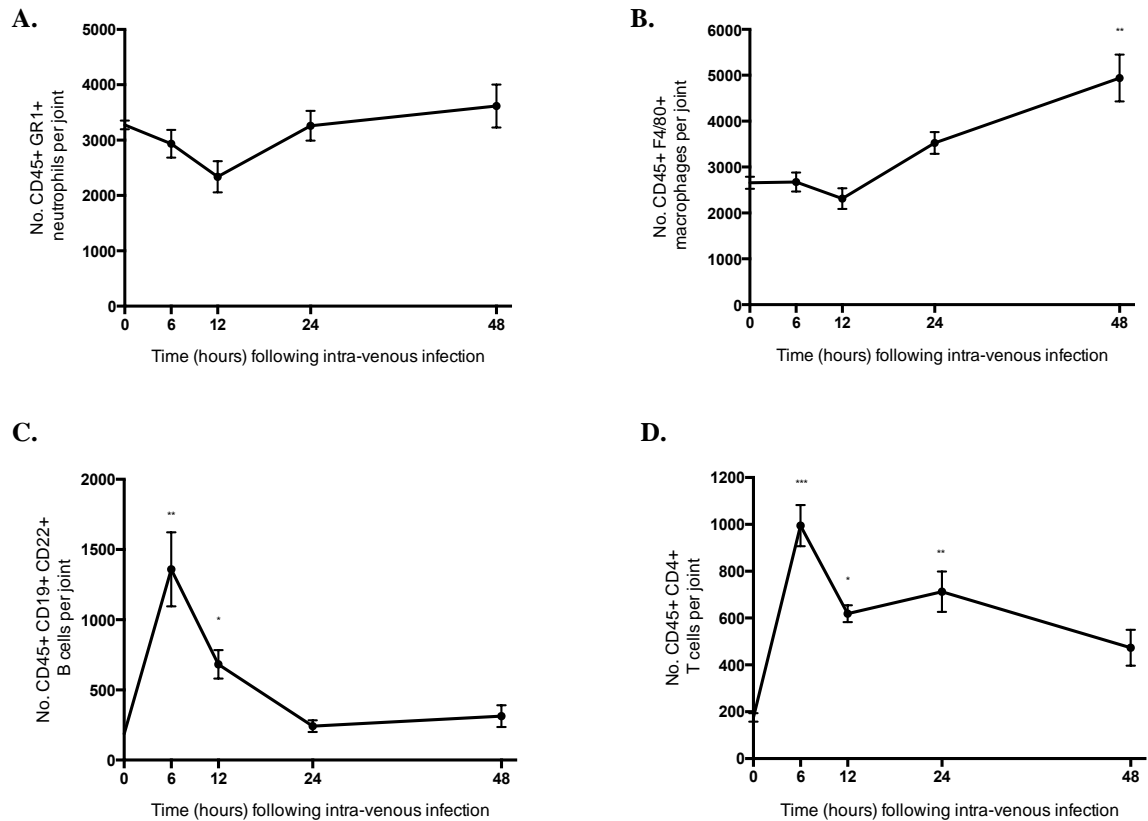 A.
No. CD45+ GR1+
neutrophils per joint
5000
4000
3000
2000
1000
0
0 6 12 24 48
Time (hours) following intra-venous infection
B.
No. CD45+ F4/80+
macrophages per joint
6000
5000
4000
3000
2000
1000
0
**
0 6 12 24 48
Time (hours) following intra-venous infection
C.
No. CD45+ CD19+ CD22+
B cells per joint
2000
1500
1000
500
0
**
*
0 6 12 24 48
Time (hours) following intra-venous infection
D.
No. CD45+ CD4+
T cells per joint
1200
1000
800
600
400
200
0
***
*
**
0 6 12 24 48
Time (hours) following intra-venous infection